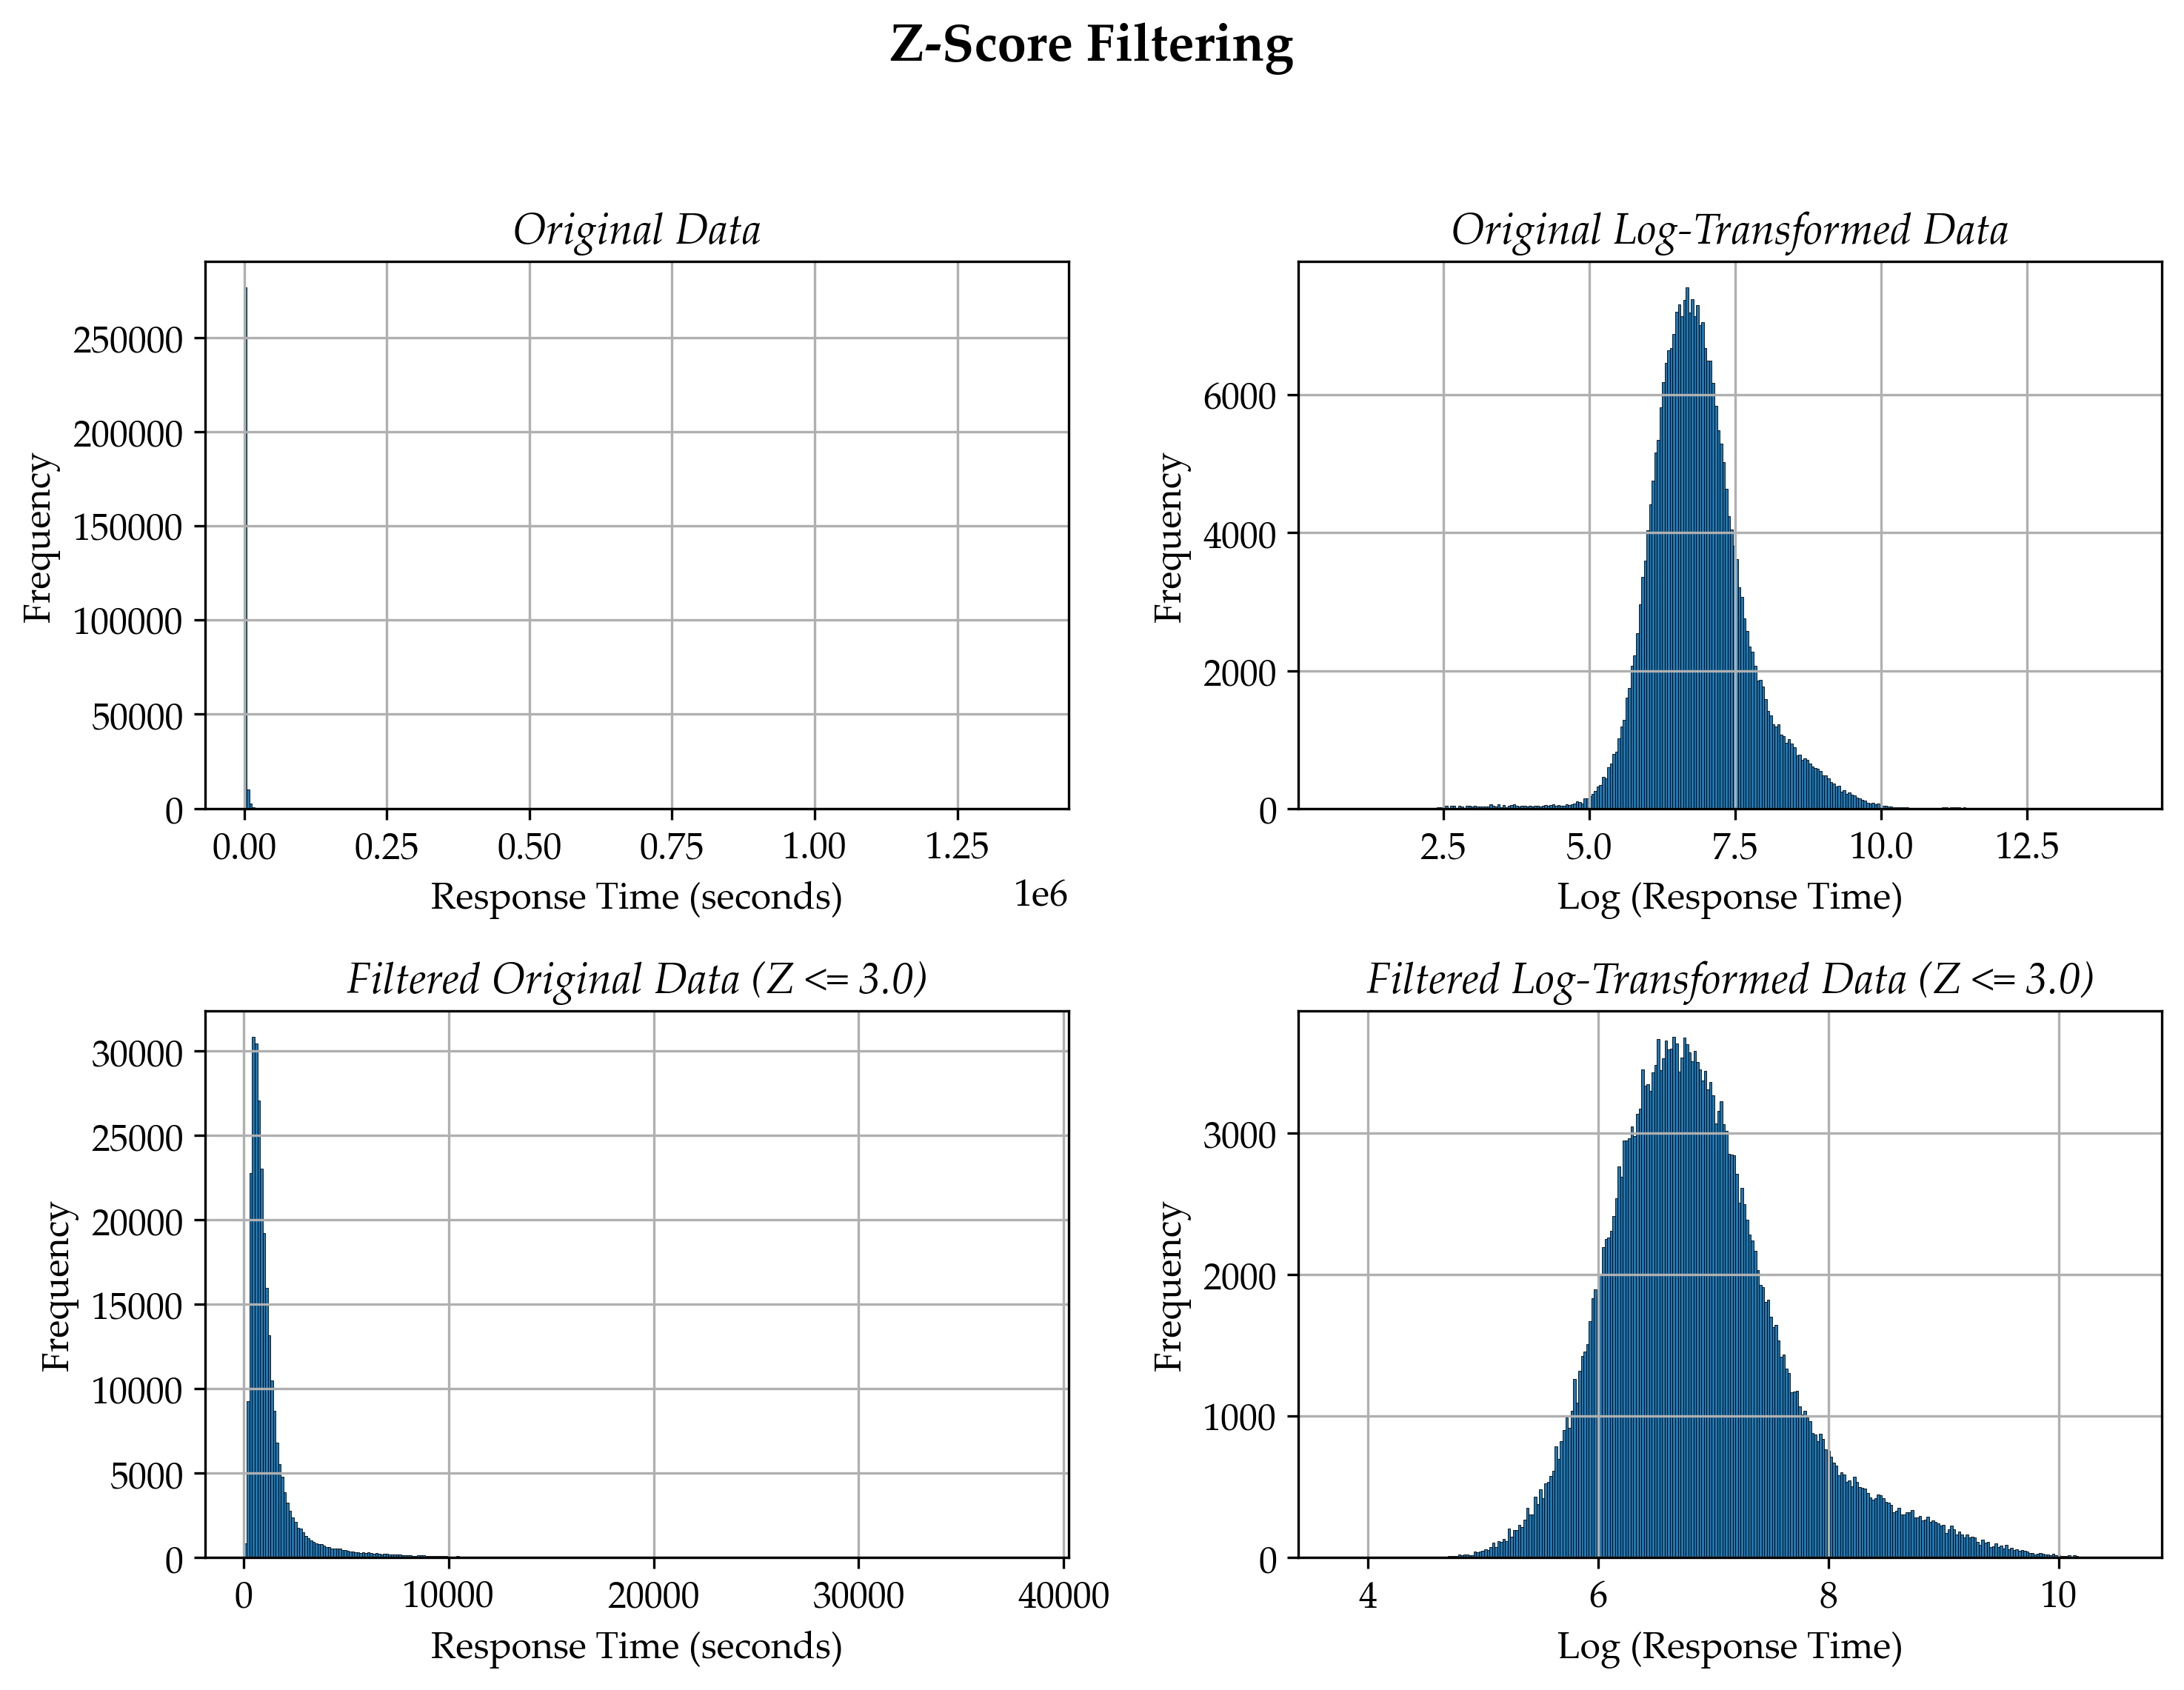 Z-Score Filtering
Original Data
Frequency
250000
200000
150000
100000
50000
0
0.00 0.25 0.50 0.75 1.00 1.25
Response Time (seconds)
1e6
Original Log-Transformed Data
Frequency
6000
4000
2000
0
2.5 5.0 7.5 10.0 12.5
Log (Response Time)
Filtered Original Data (Z <= 3.0)
Frequency
30000
25000
20000
15000
10000
5000
0
0 10000 20000 30000 40000
Response Time (seconds)
Filtered Log-Transformed Data (Z <= 3.0)
Frequency
3000
2000
1000
0
4 6 8 10
Log (Response Time)